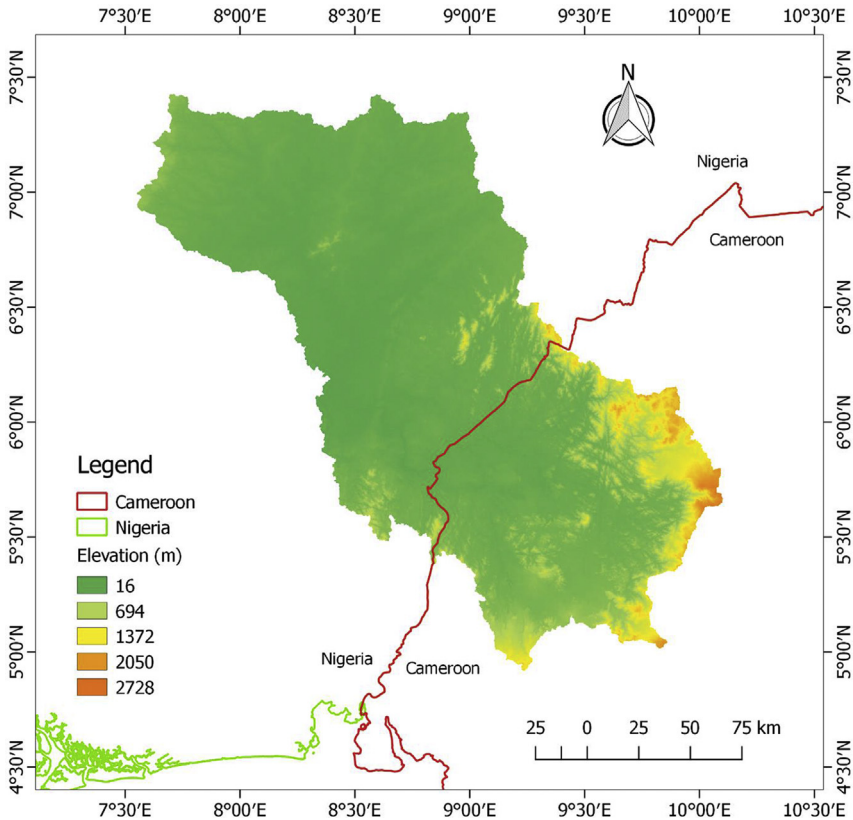 7°30'E 8°00'E 8°30'E 9°00'E 9°30'E 10°00'E 10°30'E
7°30'N
7°30'N
N
Nigeria
7°00'N
7°00'N
Cameroon
6°30'N
6°30'N
6°00'N
6°00'N
Legend
Cameroon
Nigeria
5°30'N
5°30'N
Elevation (m)
16
694
1372
5°00'N
5°00'N
Nigeria
Cameroon
2050
2728
25 0 25 50 75 km
4°30'N
4°30'N
7°30'E 8°00'E 8°30'E 9°00'E 9°30'E 10°00'E 10°30'E